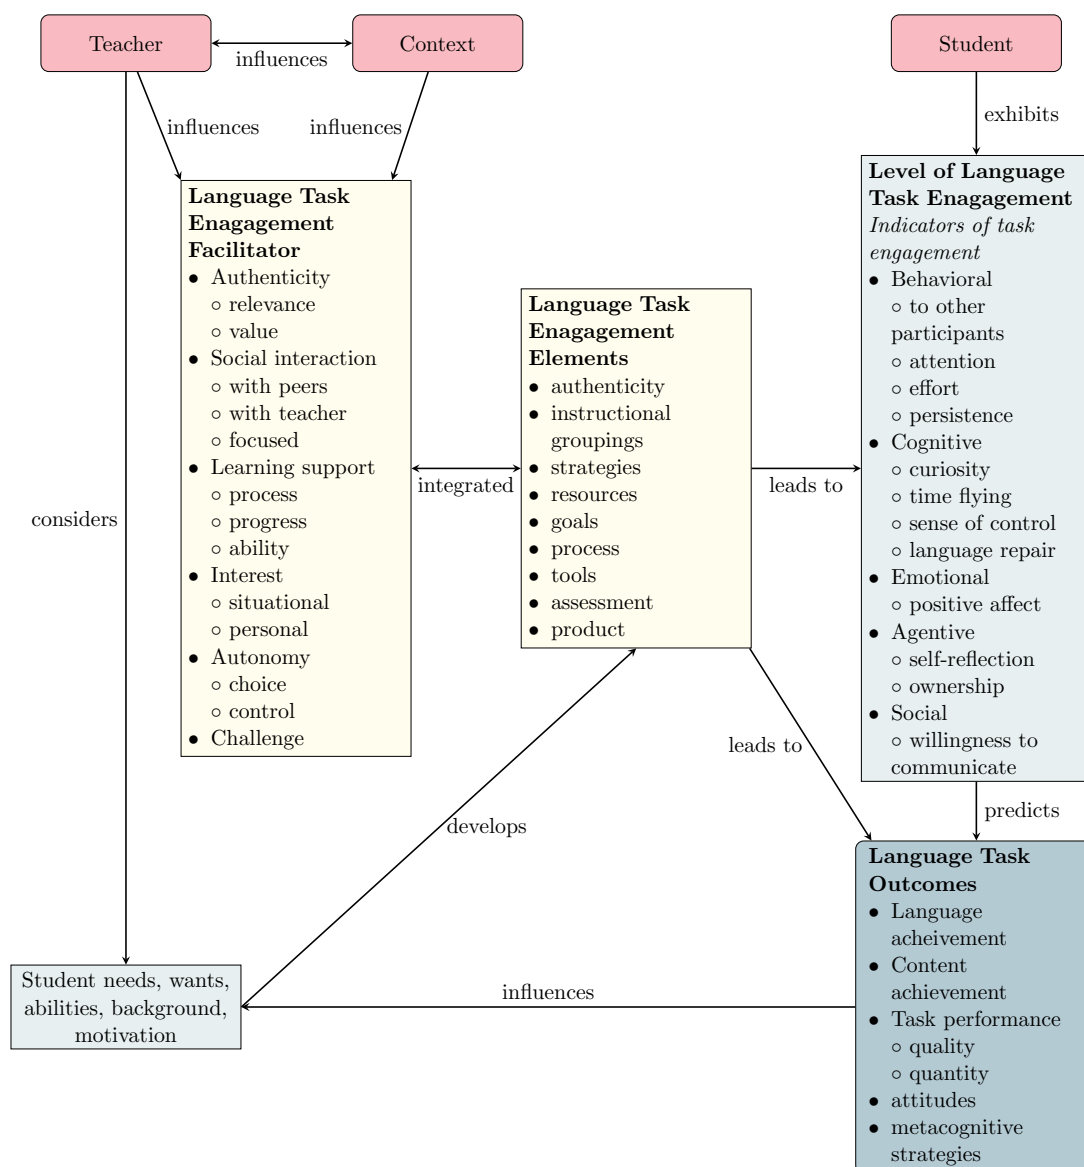 Teacher
influences
Context
Student
influences
influences
exhibits
Language Task
Enagagement
Facilitator
● Authenticity
○ relevance
○ value
● Social interaction
○ with peers
○ with teacher
○ focused
● Learning support
○ process
○ progress
○ ability
● Interest
○ situational
○ personal
● Autonomy
○ choice
○ control
● Challenge
integrated
Language Task
Enagagement
Elements
● authenticity
● instructional
groupings
● strategies
● resources
● goals
● process
● tools
● assessment
● product
leads to
Level of Language
Task Enagagement
Indicators of task
engagement
● Behavioral
○ to other
participants
○ attention
○ effort
○ persistence
● Cognitive
○ curiosity
○ time flying
○ sense of control
○ language repair
● Emotional
○ positive affect
● Agentive
○ self-reflection
○ ownership
● Social
○ willingness to
communicate
considers
leads to
predicts
develops
Student needs, wants,
abilities, background,
motivation
influences
Language Task
Outcomes
● Language
acheivement
● Content
achievement
● Task performance
○ quality
○ quantity
● attitudes
● metacognitive
strategies